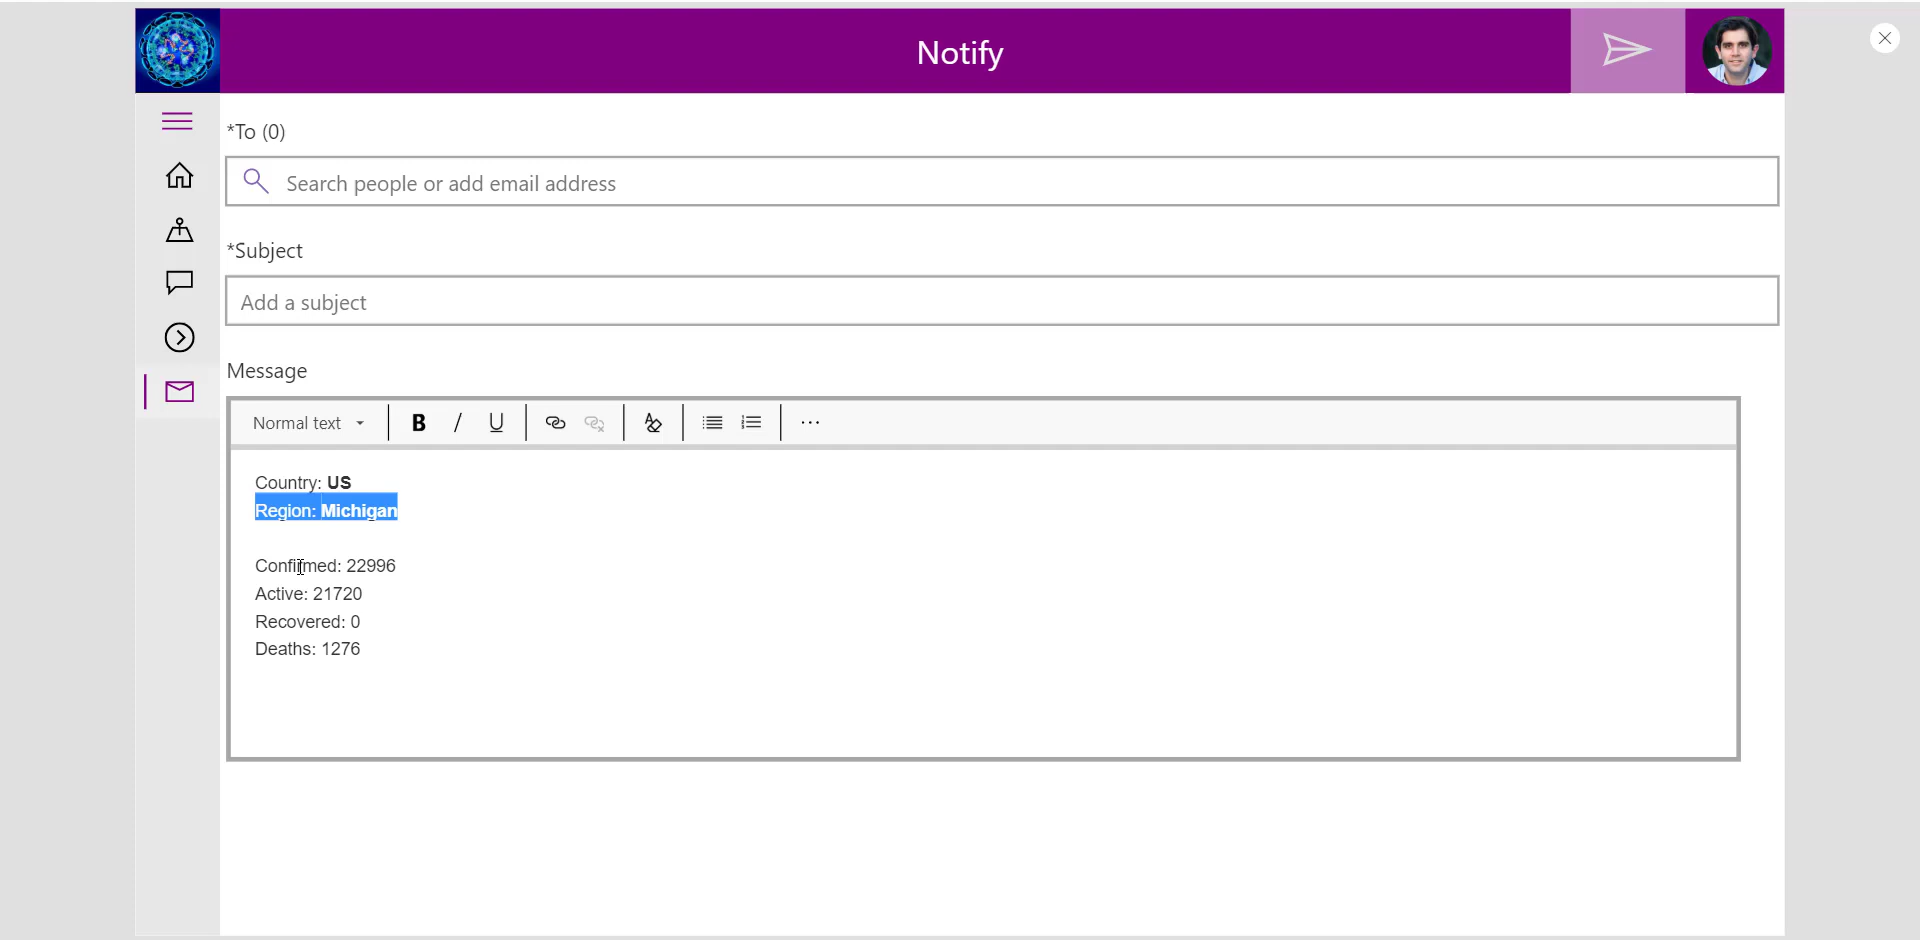 Notify
*To (0)
Search people or add email address
*Subject
Add a subject
Message
Normal text B / U ...
Country: US
Region: Michigan
Confirmed: 22996
Active: 21720
Recovered: 0
Deaths: 1276